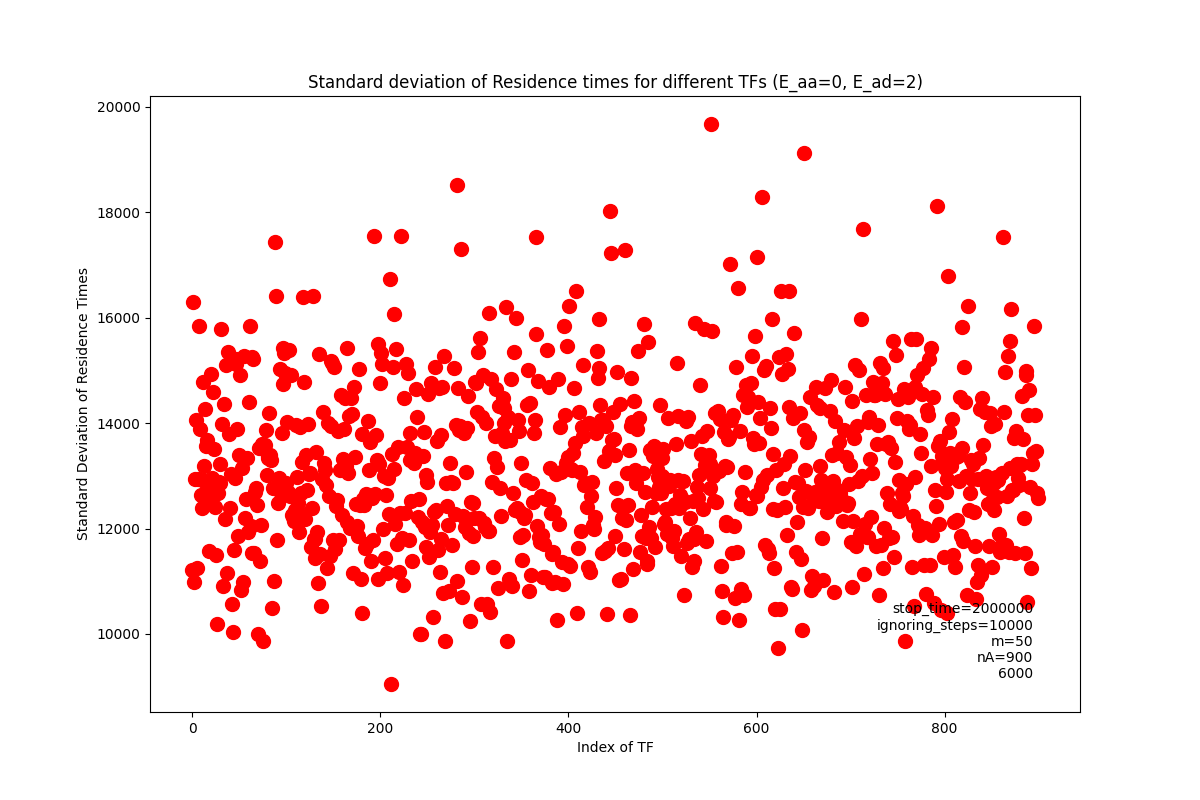 Standard deviation of Residence times for different TFs (E_aa=0, E_ad=2)
Standard Deviation of Residence Times
20000
18000
16000
14000
12000
10000
stop_time=2000000
ignoring_steps=10000
m=50
nA=900
6000
0
200
400
600
800
Index of TF